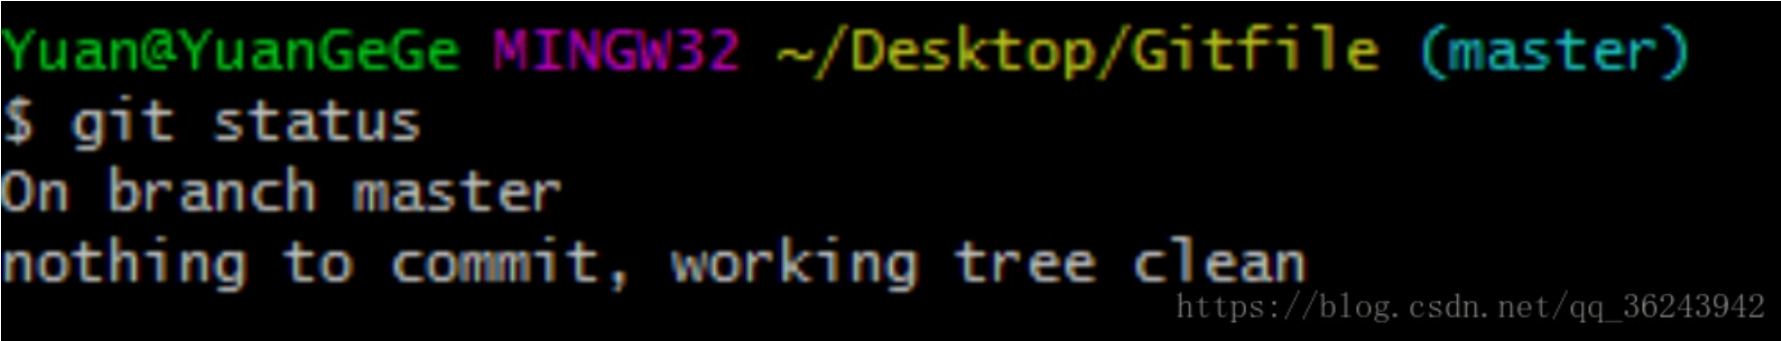 Yuan@YuanGeGe MINGW32 ~/Desktop/Gitfile (master)
$ git status
On branch master
nothing to commit, working tree clean
https://blog.csdn.net/qq_36243942